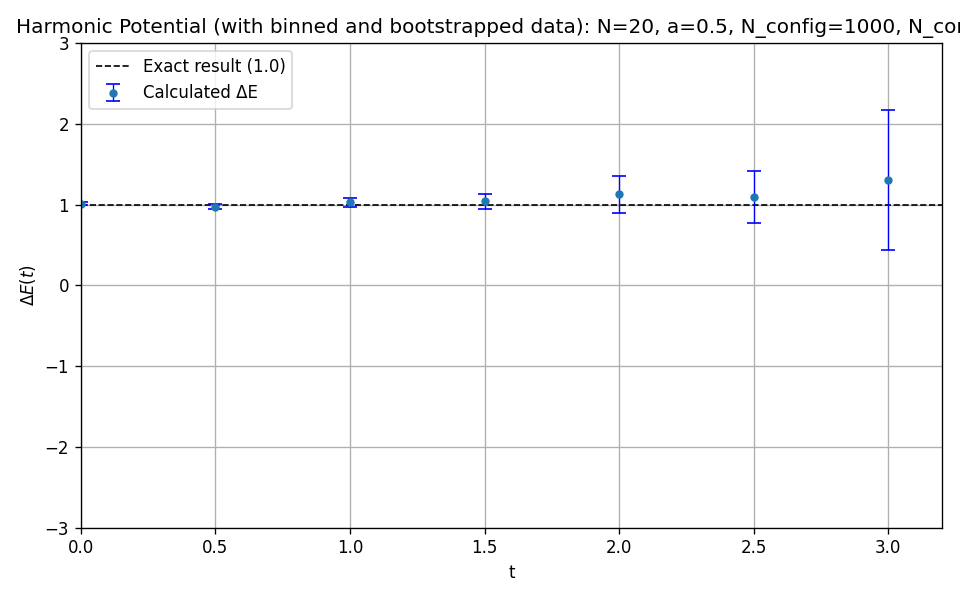 Harmonic Potential (with binned and bootstrapped data): N=20, a=0.5, N_config=1000,
Exact result (1.0)
Calculated ΔE
3
2
1
0
−1
−2
−3
ΔE(t)
0.0 0.5 1.0 1.5 2.0 2.5 3.0
t